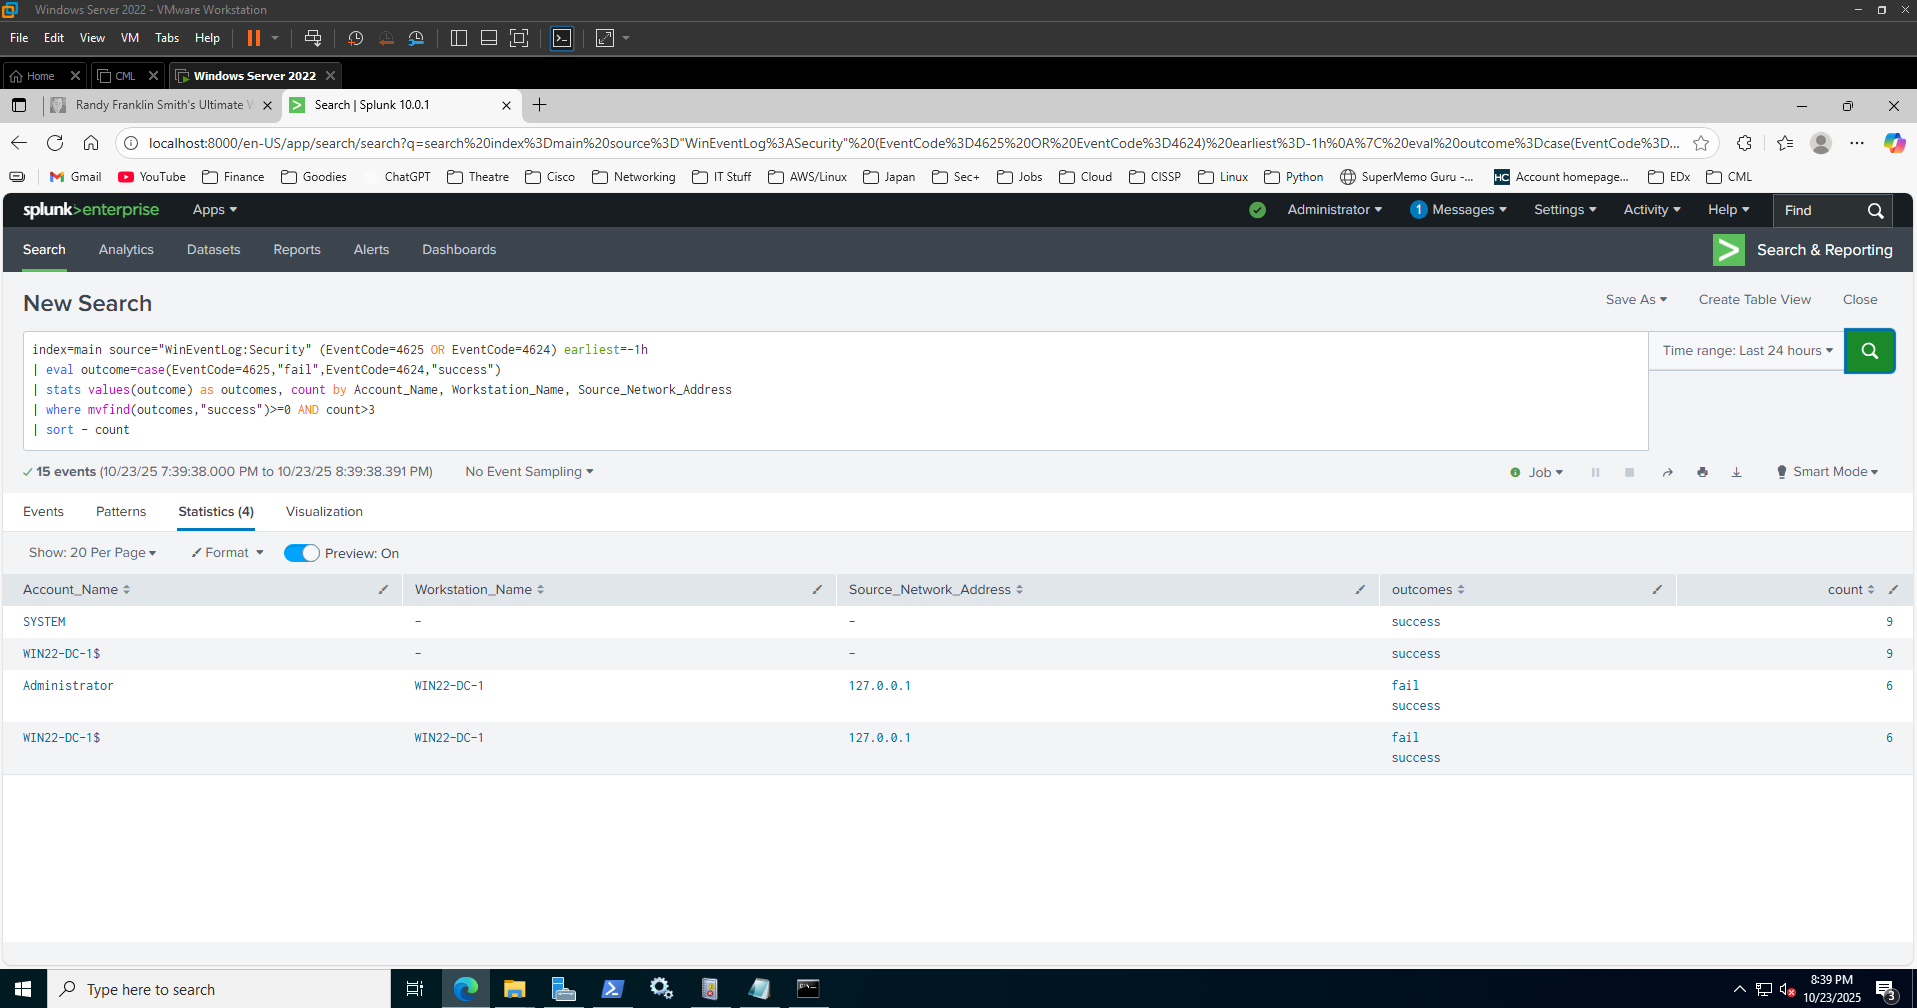 Windows Server 2022 - VMware Workstation
File Edit View VM Tabs Help
Home CML Windows Server 2022
Randy Franklin Smith's Ultimate Search | Splunk 10.0.1
localhost:8000/en-US/app/search/search?q=search%20index%3Dmain%20source%3D"WinEventLog%3ASecurity"%20(EventCode%3D4625%20OR%20EventCode%3D4624)%20earliest%3D-1h%0A%7C%20eval%20outcome%3Dcase(EventCode%3D...
Gmail YouTube Finance Goodies ChatGPT Theatre Cisco Networking IT Stuff AWS/Linux Japan Sec+ Jobs Cloud CISSP Linux Python SuperMemo Guru -... HC Account homepage... EDx CML
splunk>enterprise Apps Administrator 1 Messages Settings Activity Help Find
Search Analytics Datasets Reports Alerts Dashboards Search & Reporting
New Search
Save As Create Table View Close
index=main source="WinEventLog:Security" (EventCode=4625 OR EventCode=4624) earliest=-1h
| eval outcome=case(EventCode=4625,"fail",EventCode=4624,"success")
| stats values(outcome) as outcomes, count by Account_Name, Workstation_Name, Source_Network_Address
| where mvfind(outcomes,"success")>=0 AND count>3
| sort - count
Time range: Last 24 hours
15 events (10/23/25 7:39:38.000 PM to 10/23/25 8:39:38.391 PM) No Event Sampling Job Smart Mode
Events Patterns Statistics (4) Visualization
Show: 20 Per Page Format Preview: On
Account_Name Workstation_Name Source_Network_Address outcomes count
SYSTEM - - success 9
WIN22-DC-1$ - - success 9
Administrator WIN22-DC-1 127.0.0.1 fail 6
success
WIN22-DC-1$ WIN22-DC-1 127.0.0.1 fail 6
success
Type here to search
8:39 PM
10/23/2025
3